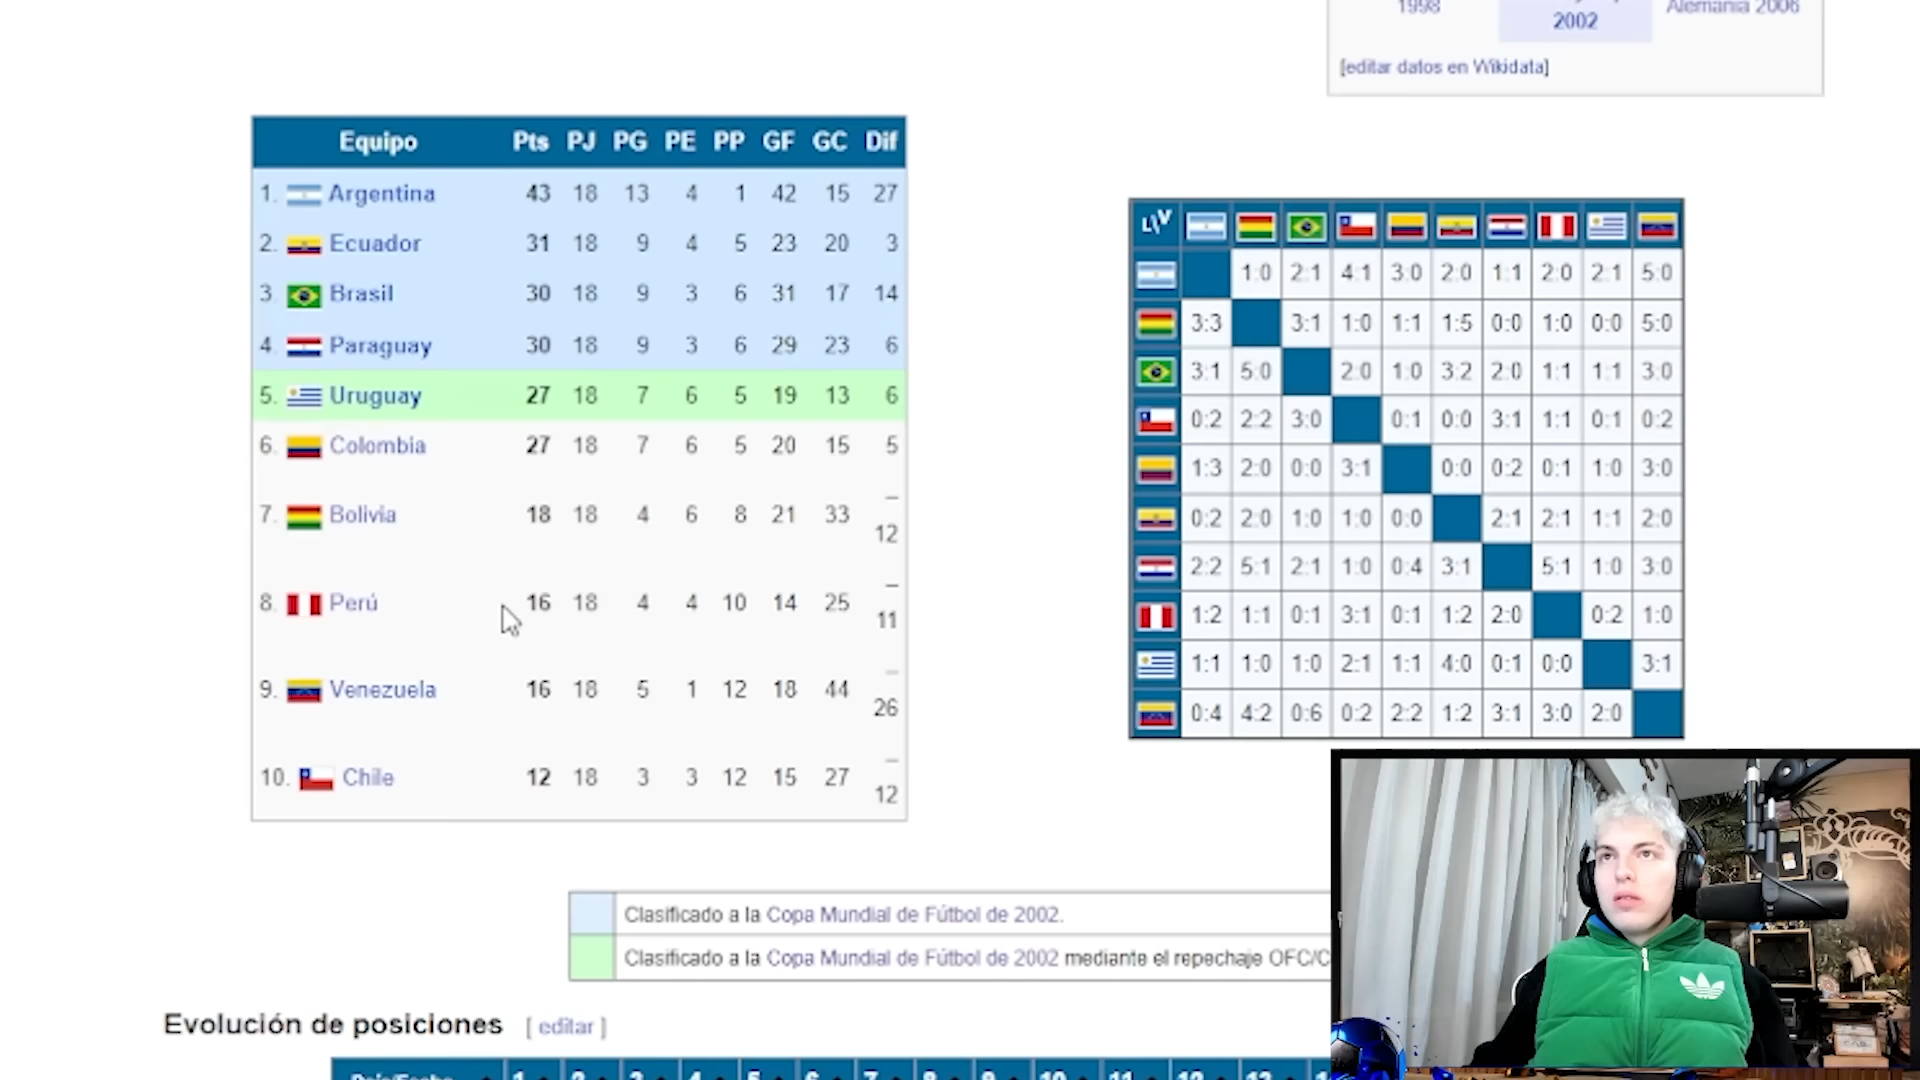 1998
2002
Alemania 2006
[editar datos en Wikidata]
Equipo Pts PJ PG PE PP GF GC Dif
1. Argentina 43 18 13 4 1 42 15 27
2. Ecuador 31 18 9 4 5 23 20 3
3. Brasil 30 18 9 3 6 31 17 14
4. Paraguay 30 18 9 3 6 29 23 6
5. Uruguay 27 18 7 6 5 19 13 6
6. Colombia 27 18 7 6 5 20 15 5
7. Bolivia 18 18 4 6 8 21 33 –12
8. Perú 16 18 4 4 10 14 25 –11
9. Venezuela 16 18 5 1 12 18 44 –26
10. Chile 12 18 3 3 12 15 27 –12
L\V
1:0 2:1 4:1 3:0 2:0 1:1 2:0 2:1 5:0
3:3 3:1 1:0 1:1 1:5 0:0 1:0 0:0 5:0
3:1 5:0 2:0 1:0 3:2 2:0 1:1 1:1 3:0
0:2 2:2 3:0 0:1 0:0 3:1 1:1 0:1 0:2
1:3 2:0 0:0 3:1 0:0 0:2 0:1 1:0 3:0
0:2 2:0 1:0 1:0 0:0 2:1 2:1 1:1 2:0
2:2 5:1 2:1 1:0 0:4 3:1 5:1 1:0 3:0
1:2 1:1 0:1 3:1 0:1 1:2 2:0 0:2 1:0
1:1 1:0 1:0 2:1 1:1 4:0 0:1 0:0 3:1
0:4 4:2 0:6 0:2 2:2 1:2 3:1 3:0 2:0
Clasificado a la Copa Mundial de Fútbol de 2002.
Clasificado a la Copa Mundial de Fútbol de 2002 mediante el repechaje OFC/C
Evolución de posiciones [ editar ]
País/Fecha 1 2 3 4 5 6 7 8 9 10 11 12 13